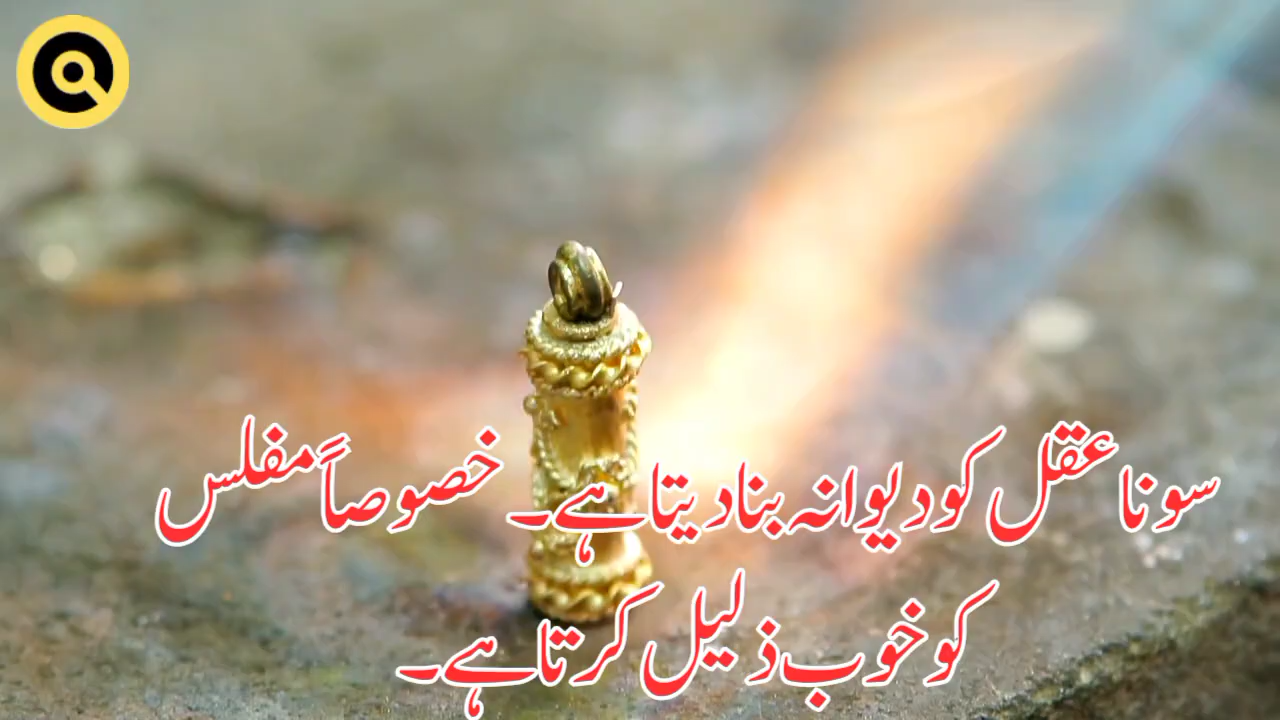 سونا عقل کو دیوانہ بنا دیتا ہے۔ خصوصاً مفلس
کو خوب ذلیل کرتا ہے۔